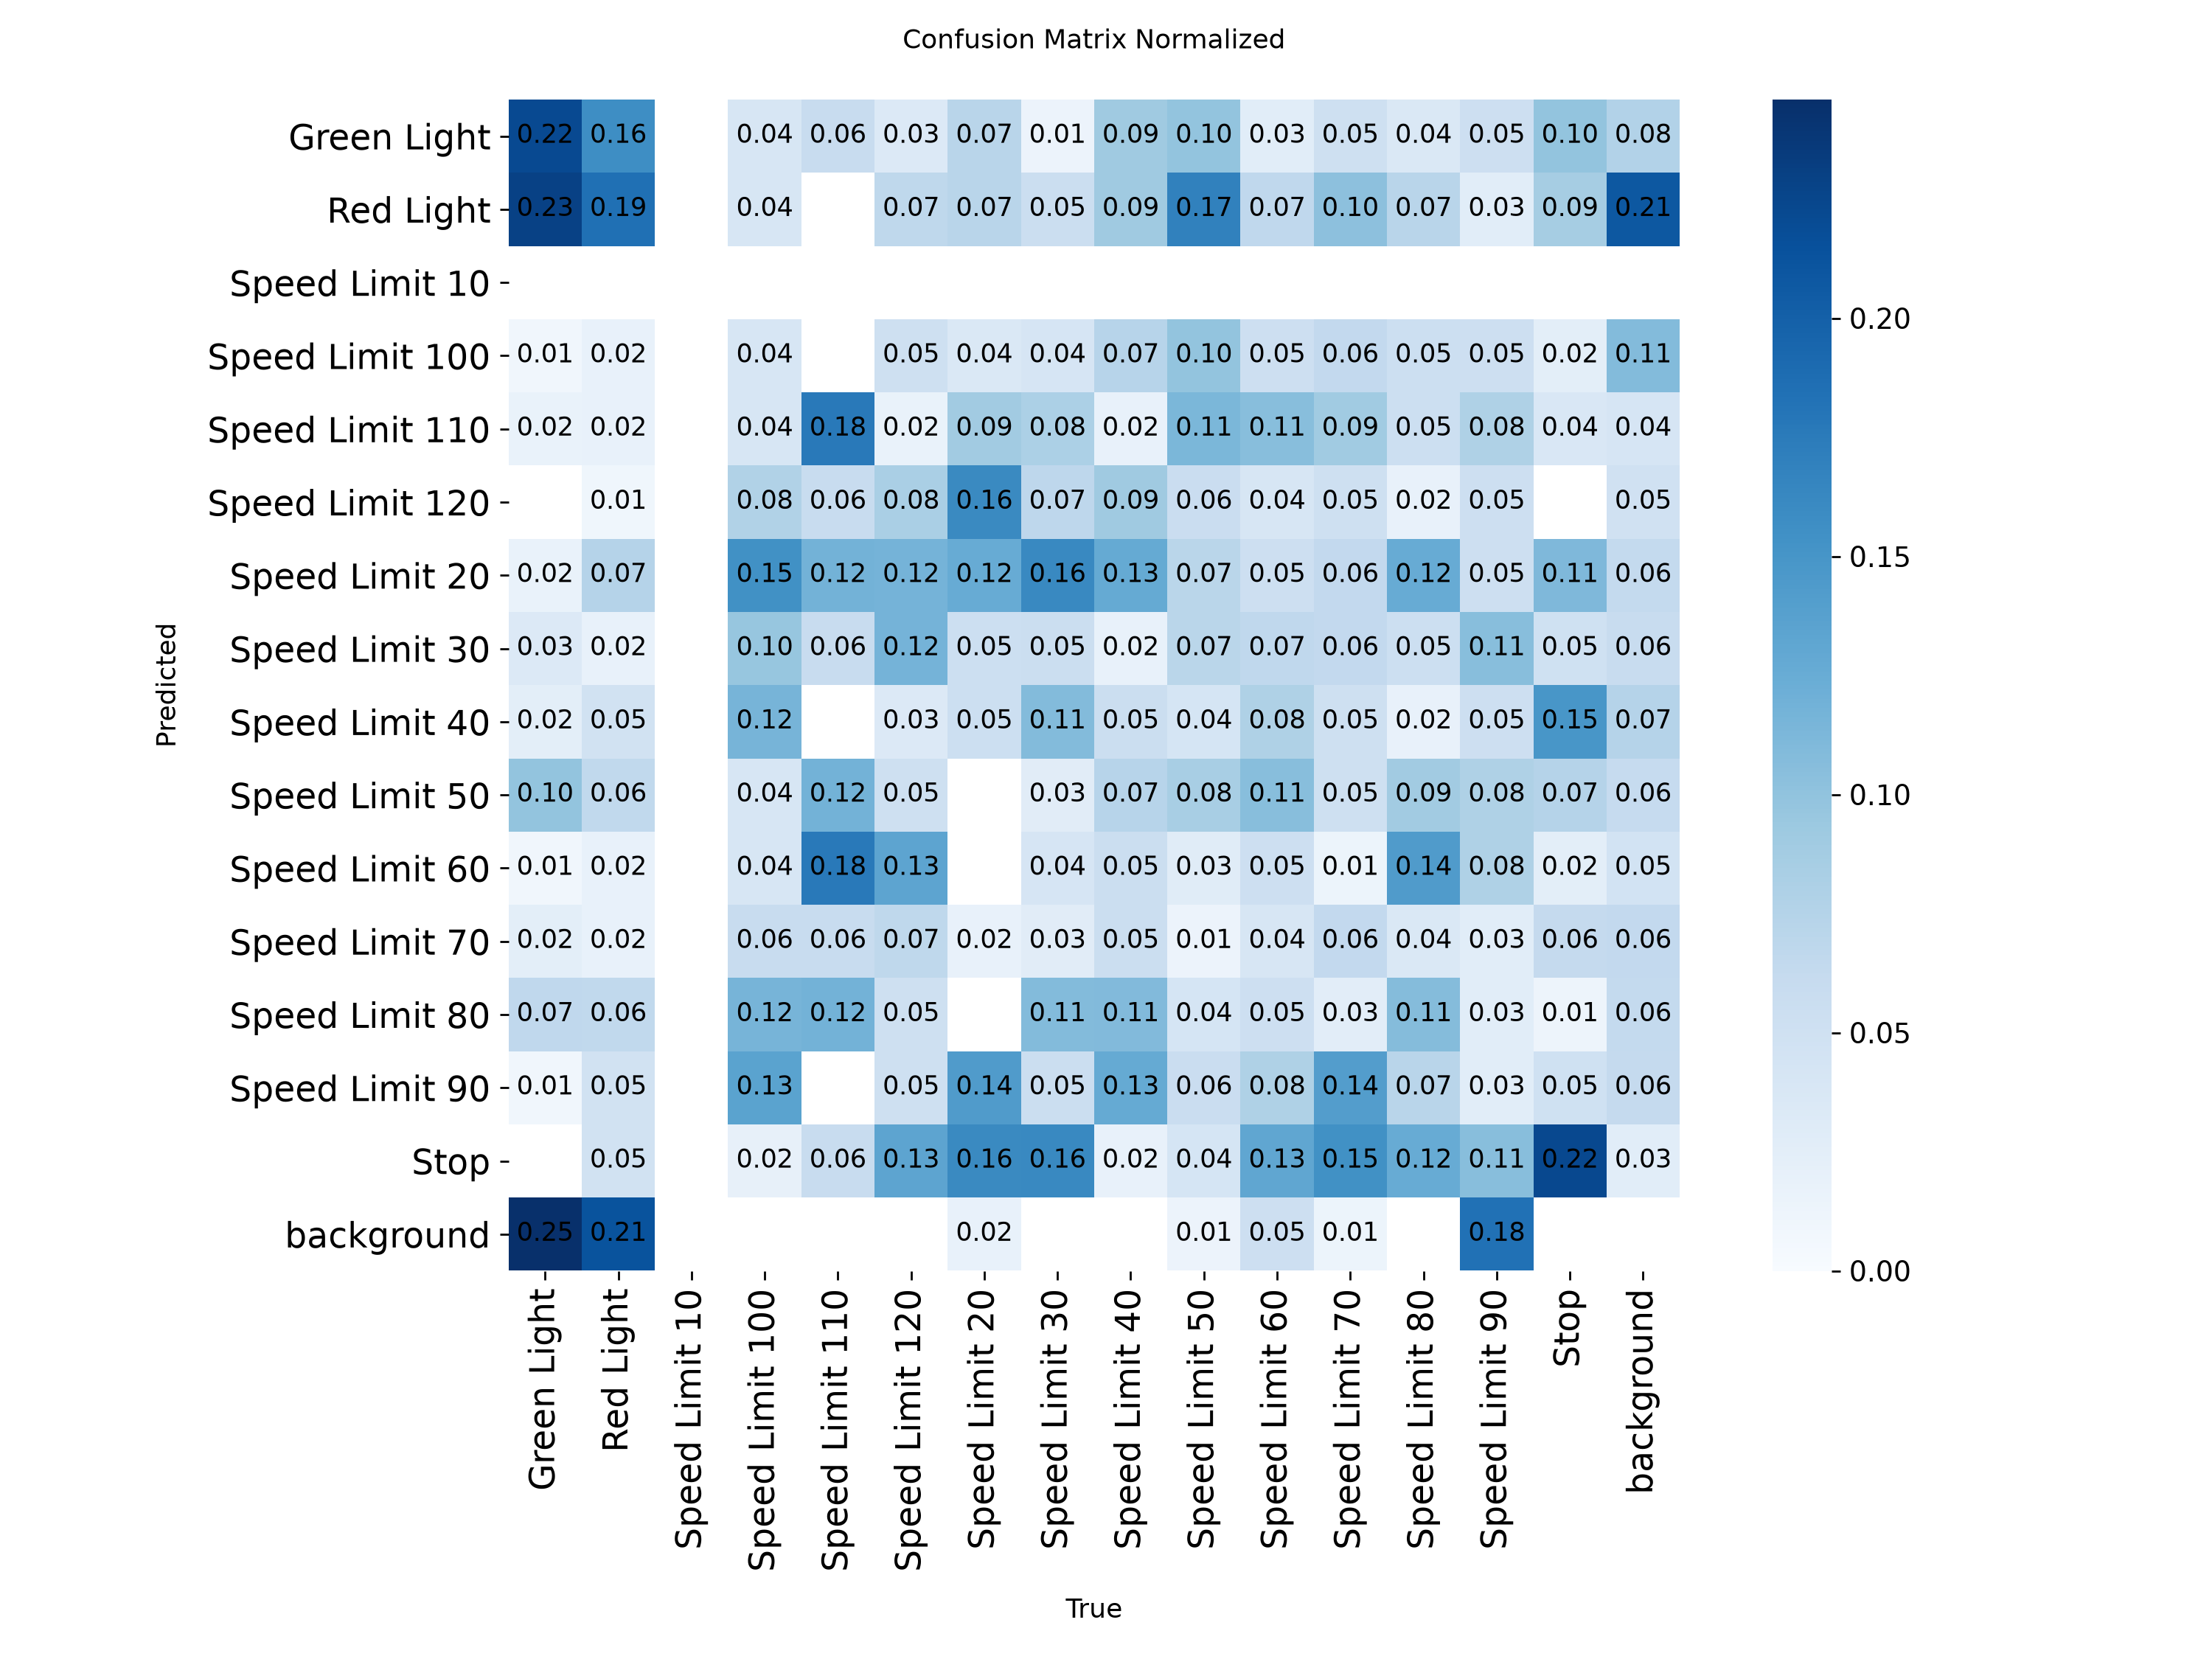 Confusion Matrix Normalized
Green Light 0.22 0.16 0.04 0.06 0.03 0.07 0.01 0.09 0.10 0.03 0.05 0.04 0.05 0.10 0.08
Red Light 0.23 0.19 0.04 0.07 0.07 0.05 0.09 0.17 0.07 0.10 0.07 0.03 0.09 0.21
Speed Limit 10
Speed Limit 100 0.01 0.02 0.04 0.05 0.04 0.04 0.07 0.10 0.05 0.06 0.05 0.05 0.02 0.11
Speed Limit 110 0.02 0.02 0.04 0.18 0.02 0.09 0.08 0.02 0.11 0.11 0.09 0.05 0.08 0.04 0.04
Speed Limit 120 0.01 0.08 0.06 0.08 0.16 0.07 0.09 0.06 0.04 0.05 0.02 0.05 0.05
Speed Limit 20 0.02 0.07 0.15 0.12 0.12 0.12 0.16 0.13 0.07 0.05 0.06 0.12 0.05 0.11 0.06
Speed Limit 30 0.03 0.02 0.10 0.06 0.12 0.05 0.05 0.02 0.07 0.07 0.06 0.05 0.11 0.05 0.06
Speed Limit 40 0.02 0.05 0.12 0.03 0.05 0.11 0.05 0.04 0.08 0.05 0.02 0.05 0.15 0.07
Speed Limit 50 0.10 0.06 0.04 0.12 0.05 0.03 0.07 0.08 0.11 0.05 0.09 0.08 0.07 0.06
Speed Limit 60 0.01 0.02 0.04 0.18 0.13 0.04 0.05 0.03 0.05 0.01 0.14 0.08 0.02 0.05
Speed Limit 70 0.02 0.02 0.06 0.06 0.07 0.02 0.03 0.05 0.01 0.04 0.06 0.04 0.03 0.06 0.06
Speed Limit 80 0.07 0.06 0.12 0.12 0.05 0.11 0.11 0.04 0.05 0.03 0.11 0.03 0.01 0.06
Speed Limit 90 0.01 0.05 0.13 0.05 0.14 0.05 0.13 0.06 0.08 0.14 0.07 0.03 0.05 0.06
Stop 0.05 0.02 0.06 0.13 0.16 0.16 0.02 0.04 0.13 0.15 0.12 0.11 0.22 0.03
background 0.25 0.21 0.02 0.01 0.05 0.01 0.18
Predicted
Green Light
Red Light
Speed Limit 10
Speed Limit 100
Speed Limit 110
Speed Limit 120
Speed Limit 20
Speed Limit 30
Speed Limit 40
Speed Limit 50
Speed Limit 60
Speed Limit 70
Speed Limit 80
Speed Limit 90
Stop
background
True
0.20
0.15
0.10
0.05
0.00